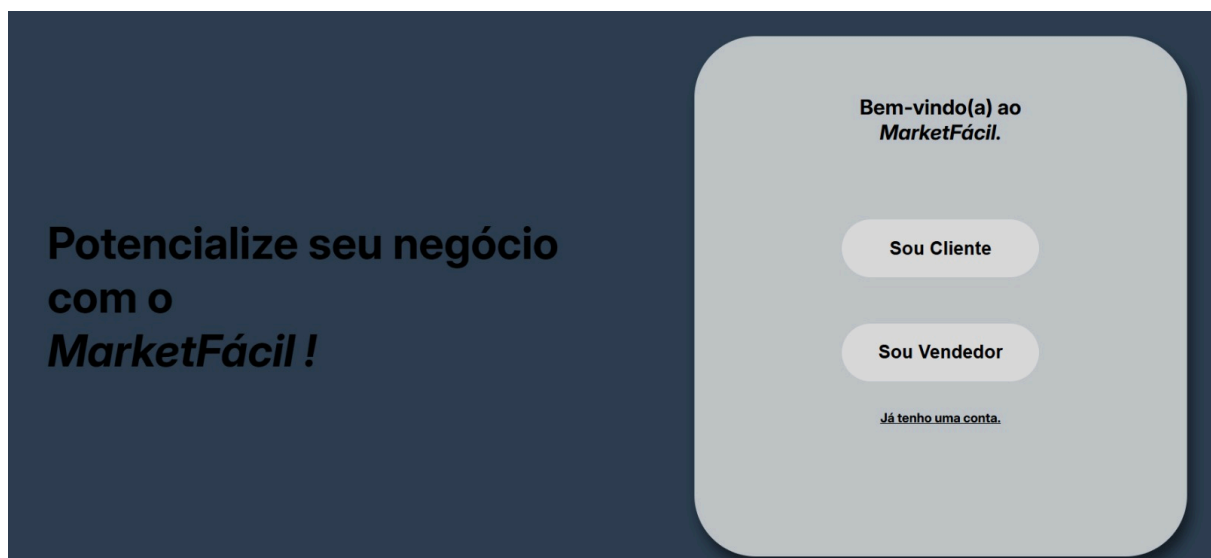 Potencialize seu negócio
com o
MarketFácil !
Bem-vindo(a) ao
MarketFácil.
Sou Cliente
Sou Vendedor
Já tenho uma conta.